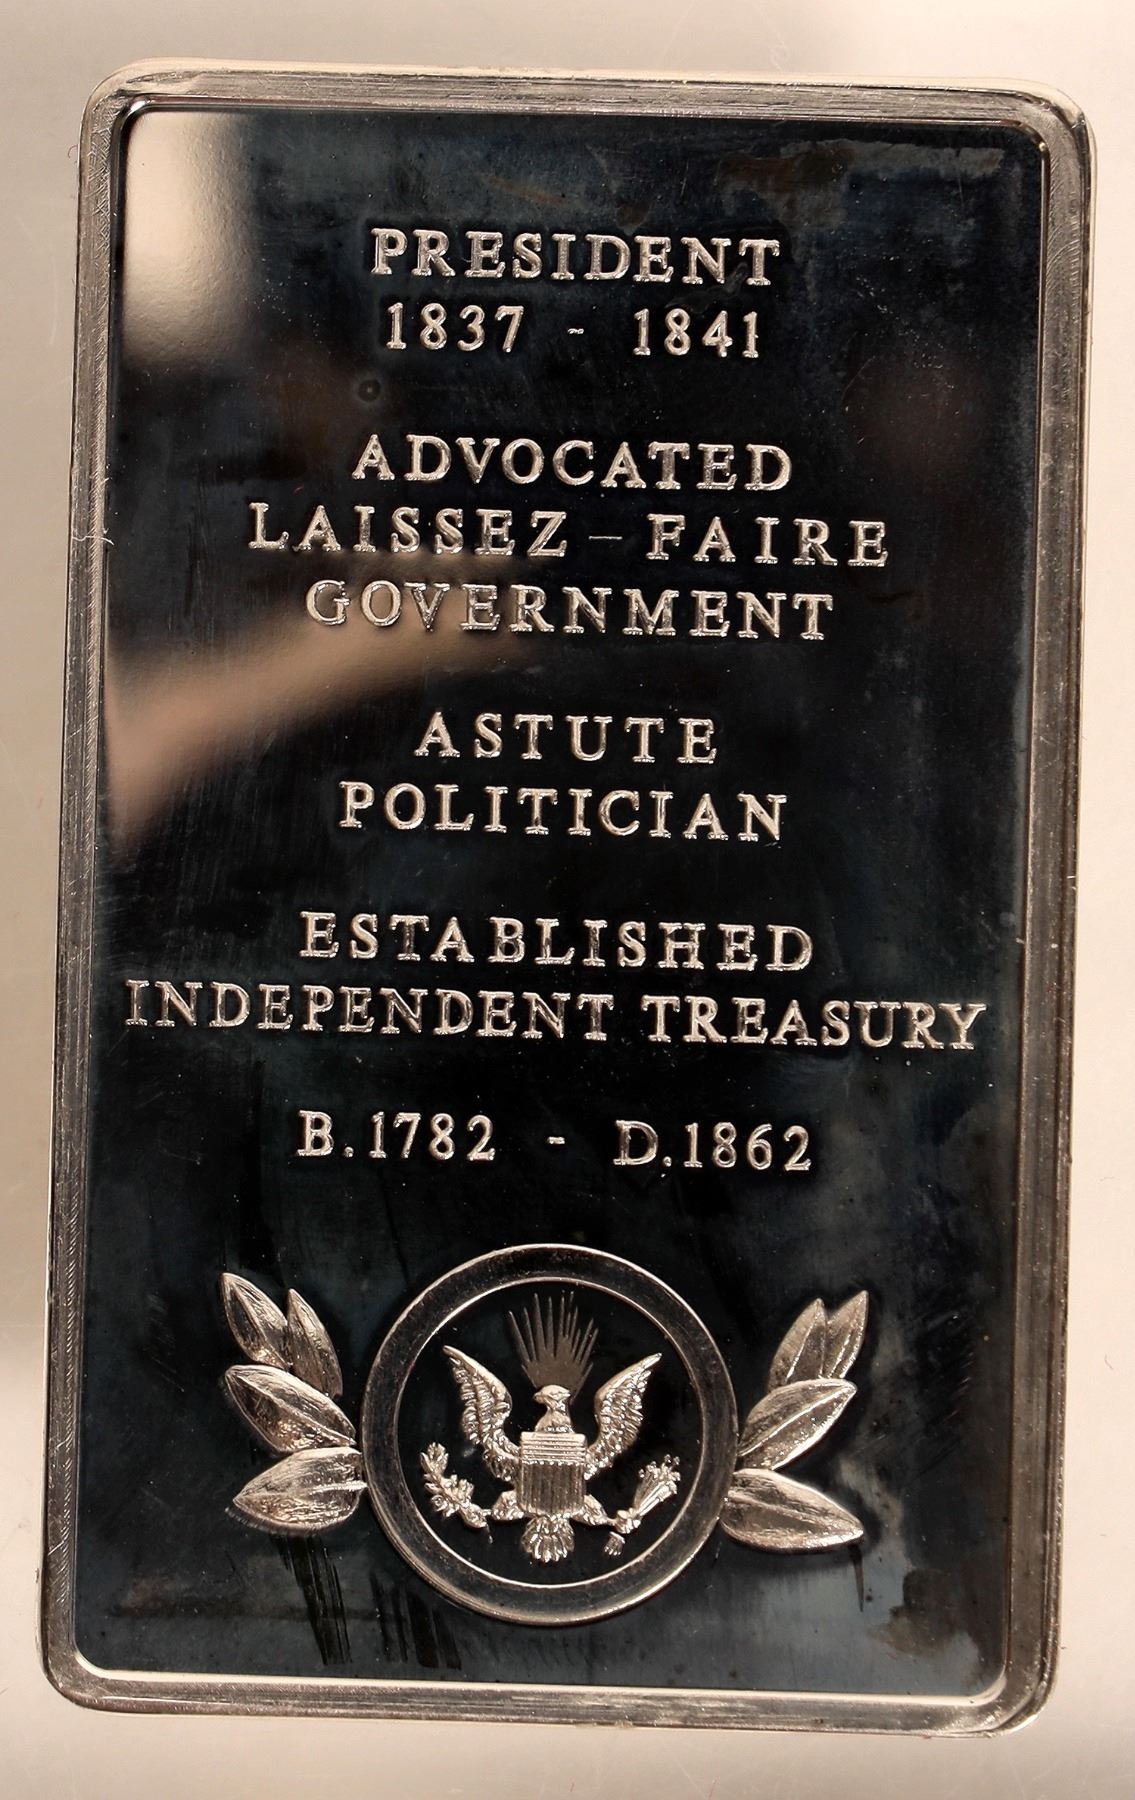 PRESIDENT
1837 - 1841
ADVOCATED
LAISSEZ - FAIRE
GOVERNMENT
ASTUTE
POLITICIAN
ESTABLISHED
INDEPENDENT TREASURY
B.1782 - D.1862